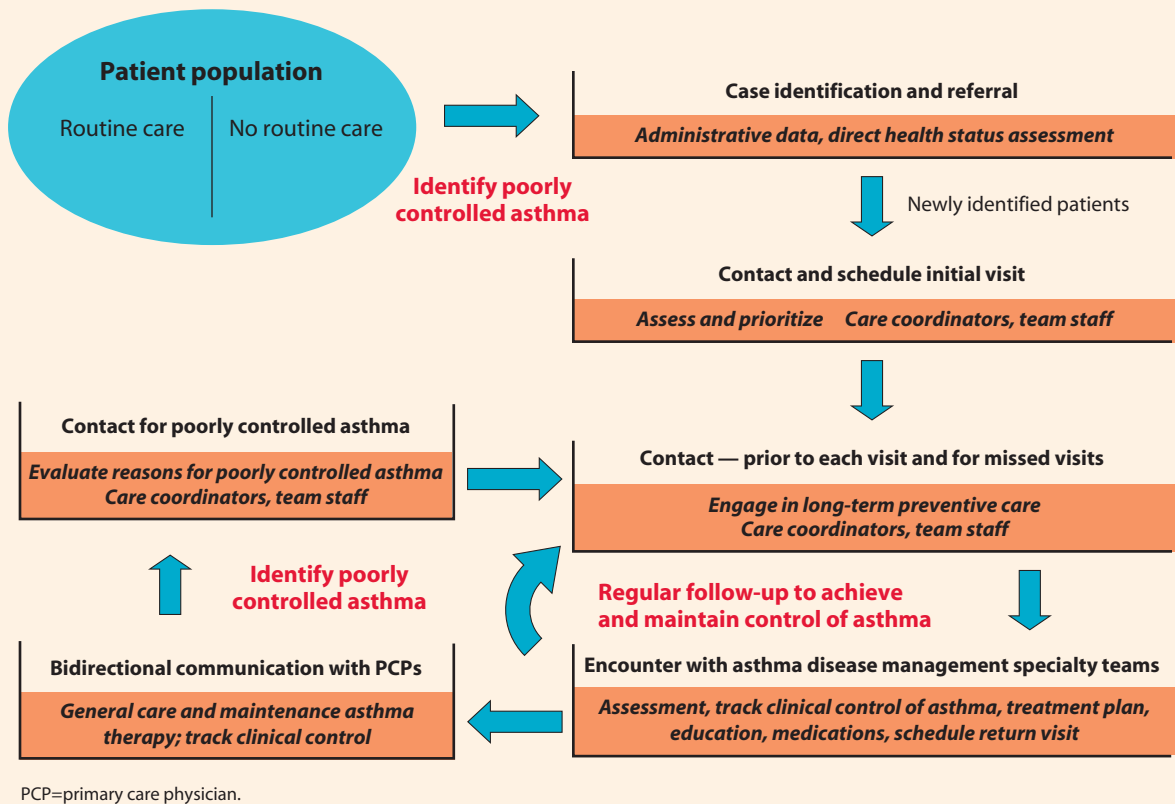 Patient population
Routine care
No routine care
Identify poorly
controlled asthma
Case identification and referral
Administrative data, direct health status assessment
Newly identified patients
Contact and schedule initial visit
Assess and prioritize Care coordinators, team staff
Contact for poorly controlled asthma
Evaluate reasons for poorly controlled asthma
Care coordinators, team staff
Contact — prior to each visit and for missed visits
Engage in long-term preventive care
Care coordinators, team staff
Identify poorly
controlled asthma
Regular follow-up to achieve
and maintain control of asthma
Bidirectional communication with PCPs
General care and maintenance asthma
therapy; track clinical control
Encounter with asthma disease management specialty teams
Assessment, track clinical control of asthma, treatment plan,
education, medications, schedule return visit
PCP=primary care physician.